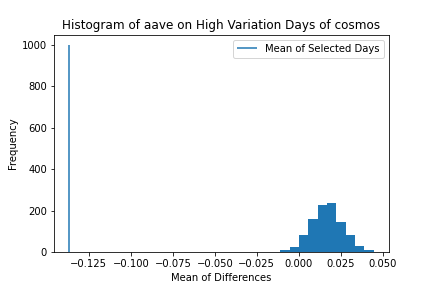 Histogram of aave on High Variation Days of cosmos
Mean of Selected Days
1000
800
600
400
200
0
Frequency
−0.125 −0.100 −0.075 −0.050 −0.025 0.000 0.025 0.050
Mean of Differences